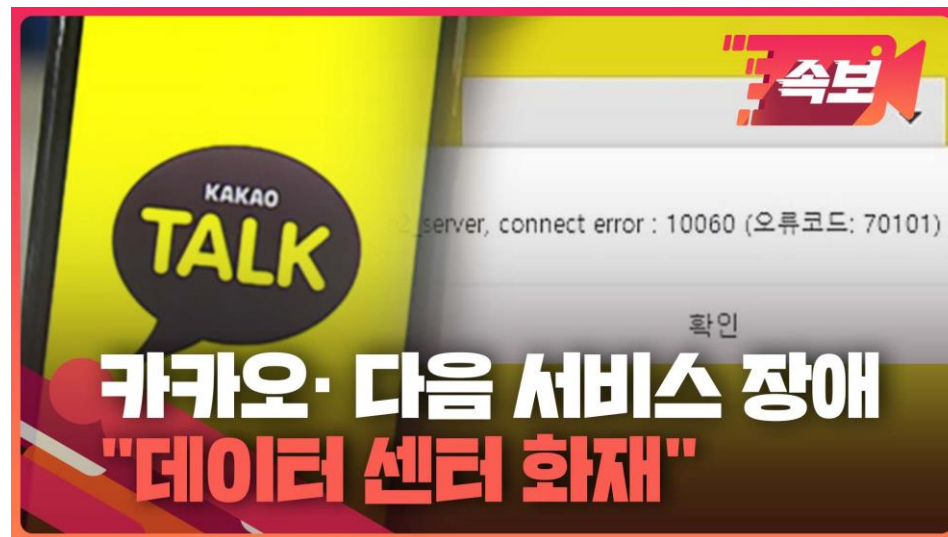 속보
KAKAO
TALK
server, connect error : 10060 (오류코드: 70101)
확인
카카오· 다음 서비스 장애
"데이터 센터 화재"